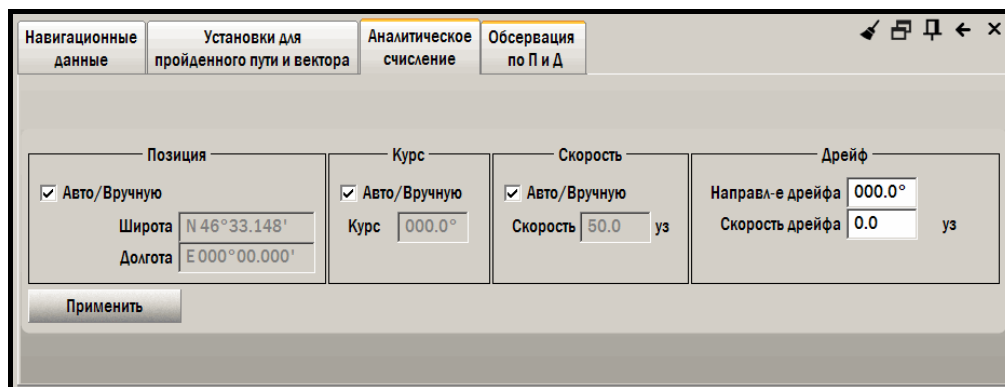 Навигационные данные
Установки для пройденного пути и вектора
Аналитическое счисление
Обсервация по П и Д
Позиция
Авто/Вручную
Широта N 46°33.148'
Долгота E 000°00.000'
Курс
Авто/Вручную
Курс 000.0°
Скорость
Авто/Вручную
Скорость 50.0 уз
Дрейф
Направл-е дрейфа 000.0°
Скорость дрейфа 0.0 уз
Применить